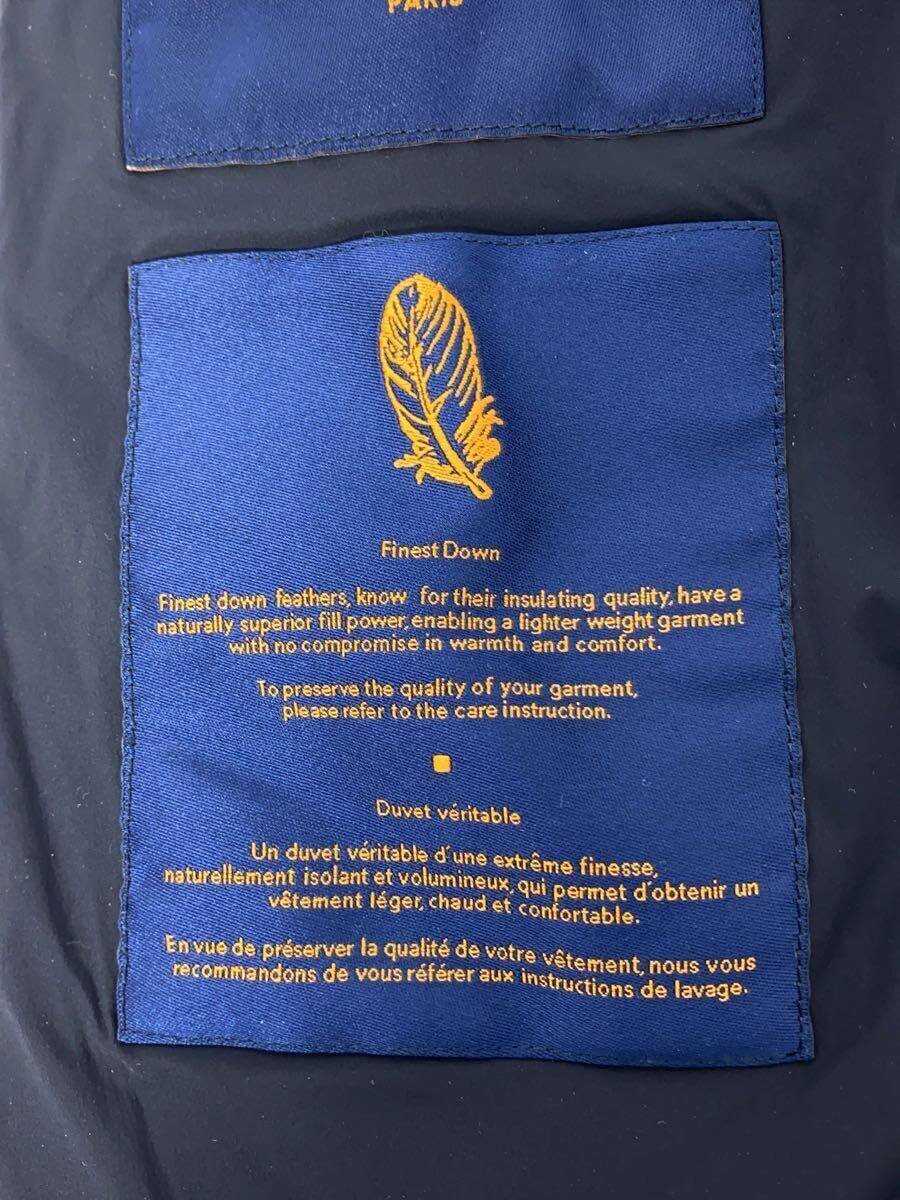 PARIS
Finest Down
Finest down feathers, know for their insulating quality, have a
naturally superior fill power, enabling a lighter weight garment
with no compromise in warmth and comfort.
To preserve the quality of your garment,
please refer to the care instruction.
Duvet véritable
Un duvet véritable d'une extrême finesse,
naturellement isolant et volumineux, qui permet d'obtenir un
vêtement léger, chaud et confortable.
En vue de préserver la qualité de votre vêtement, nous vous
recommandons de vous référer aux instructions de lavage.